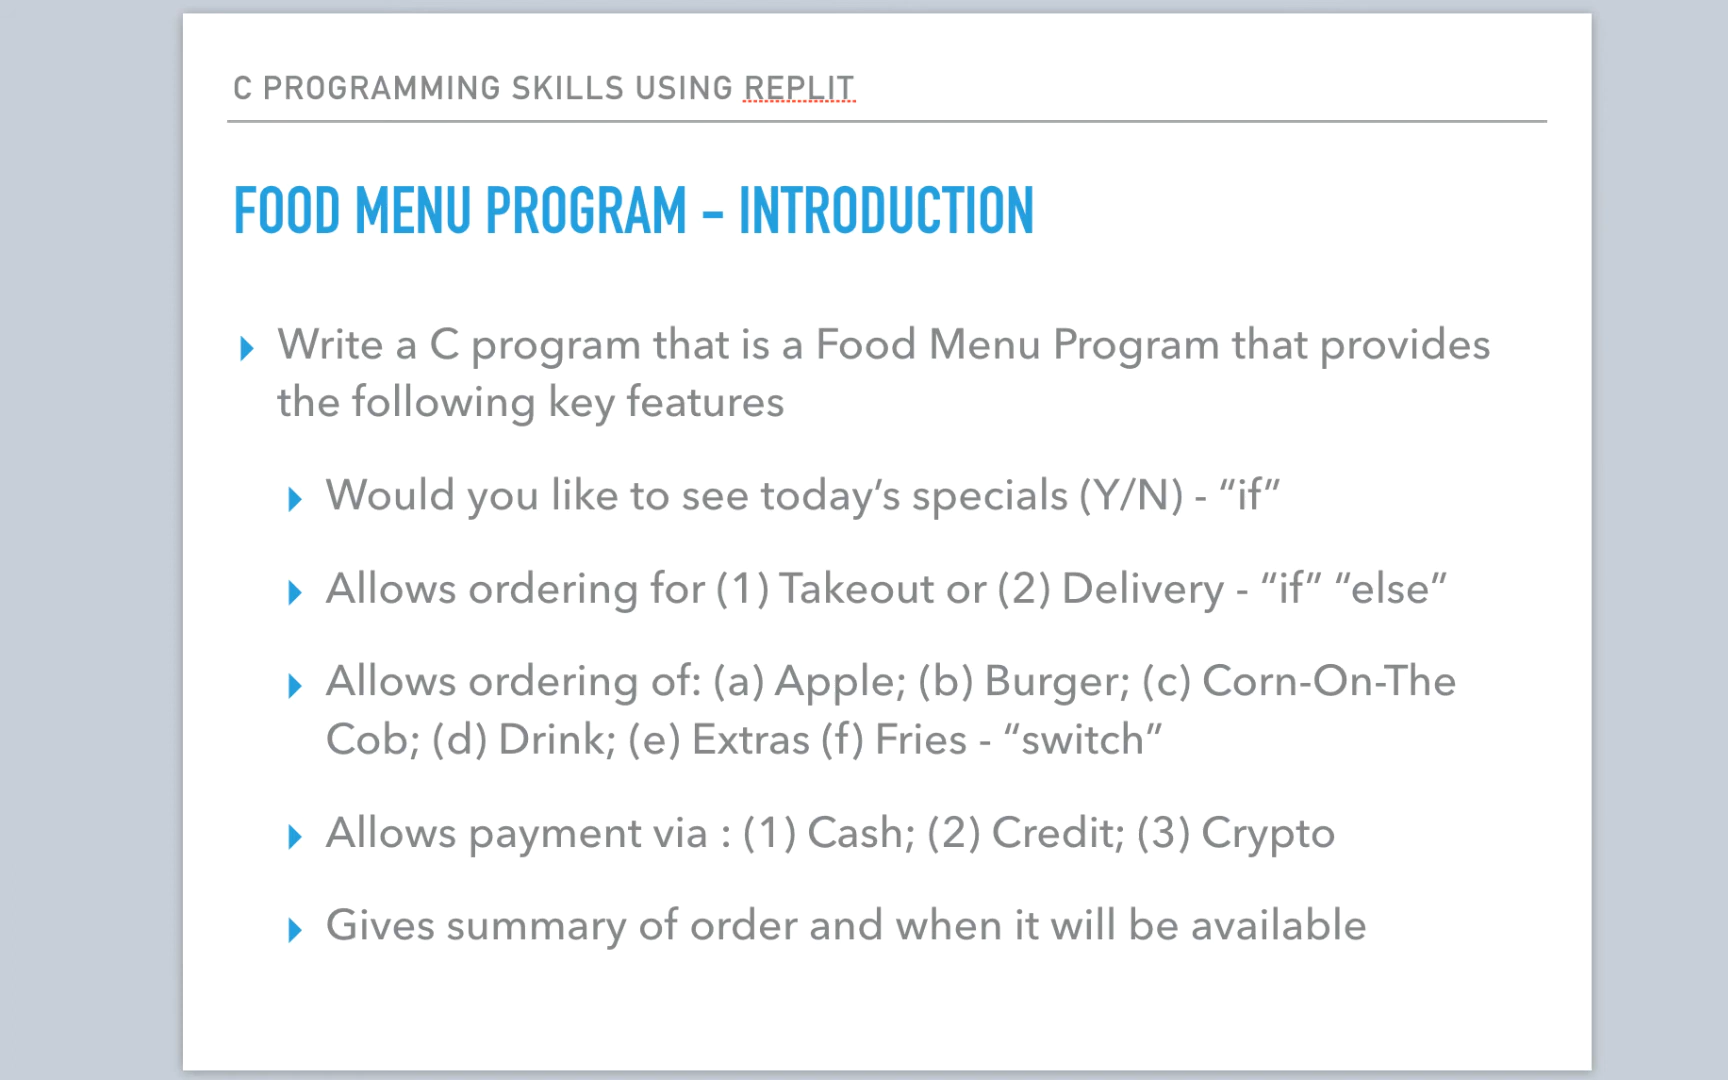 C PROGRAMMING SKILLS USING REPLIT
FOOD MENU PROGRAM – INTRODUCTION
Write a C program that is a Food Menu Program that provides
the following key features
Would you like to see today’s specials (Y/N) - “if”
Allows ordering for (1) Takeout or (2) Delivery - “if” “else”
Allows ordering of: (a) Apple; (b) Burger; (c) Corn-On-The
Cob; (d) Drink; (e) Extras (f) Fries - “switch”
Allows payment via : (1) Cash; (2) Credit; (3) Crypto
Gives summary of order and when it will be available